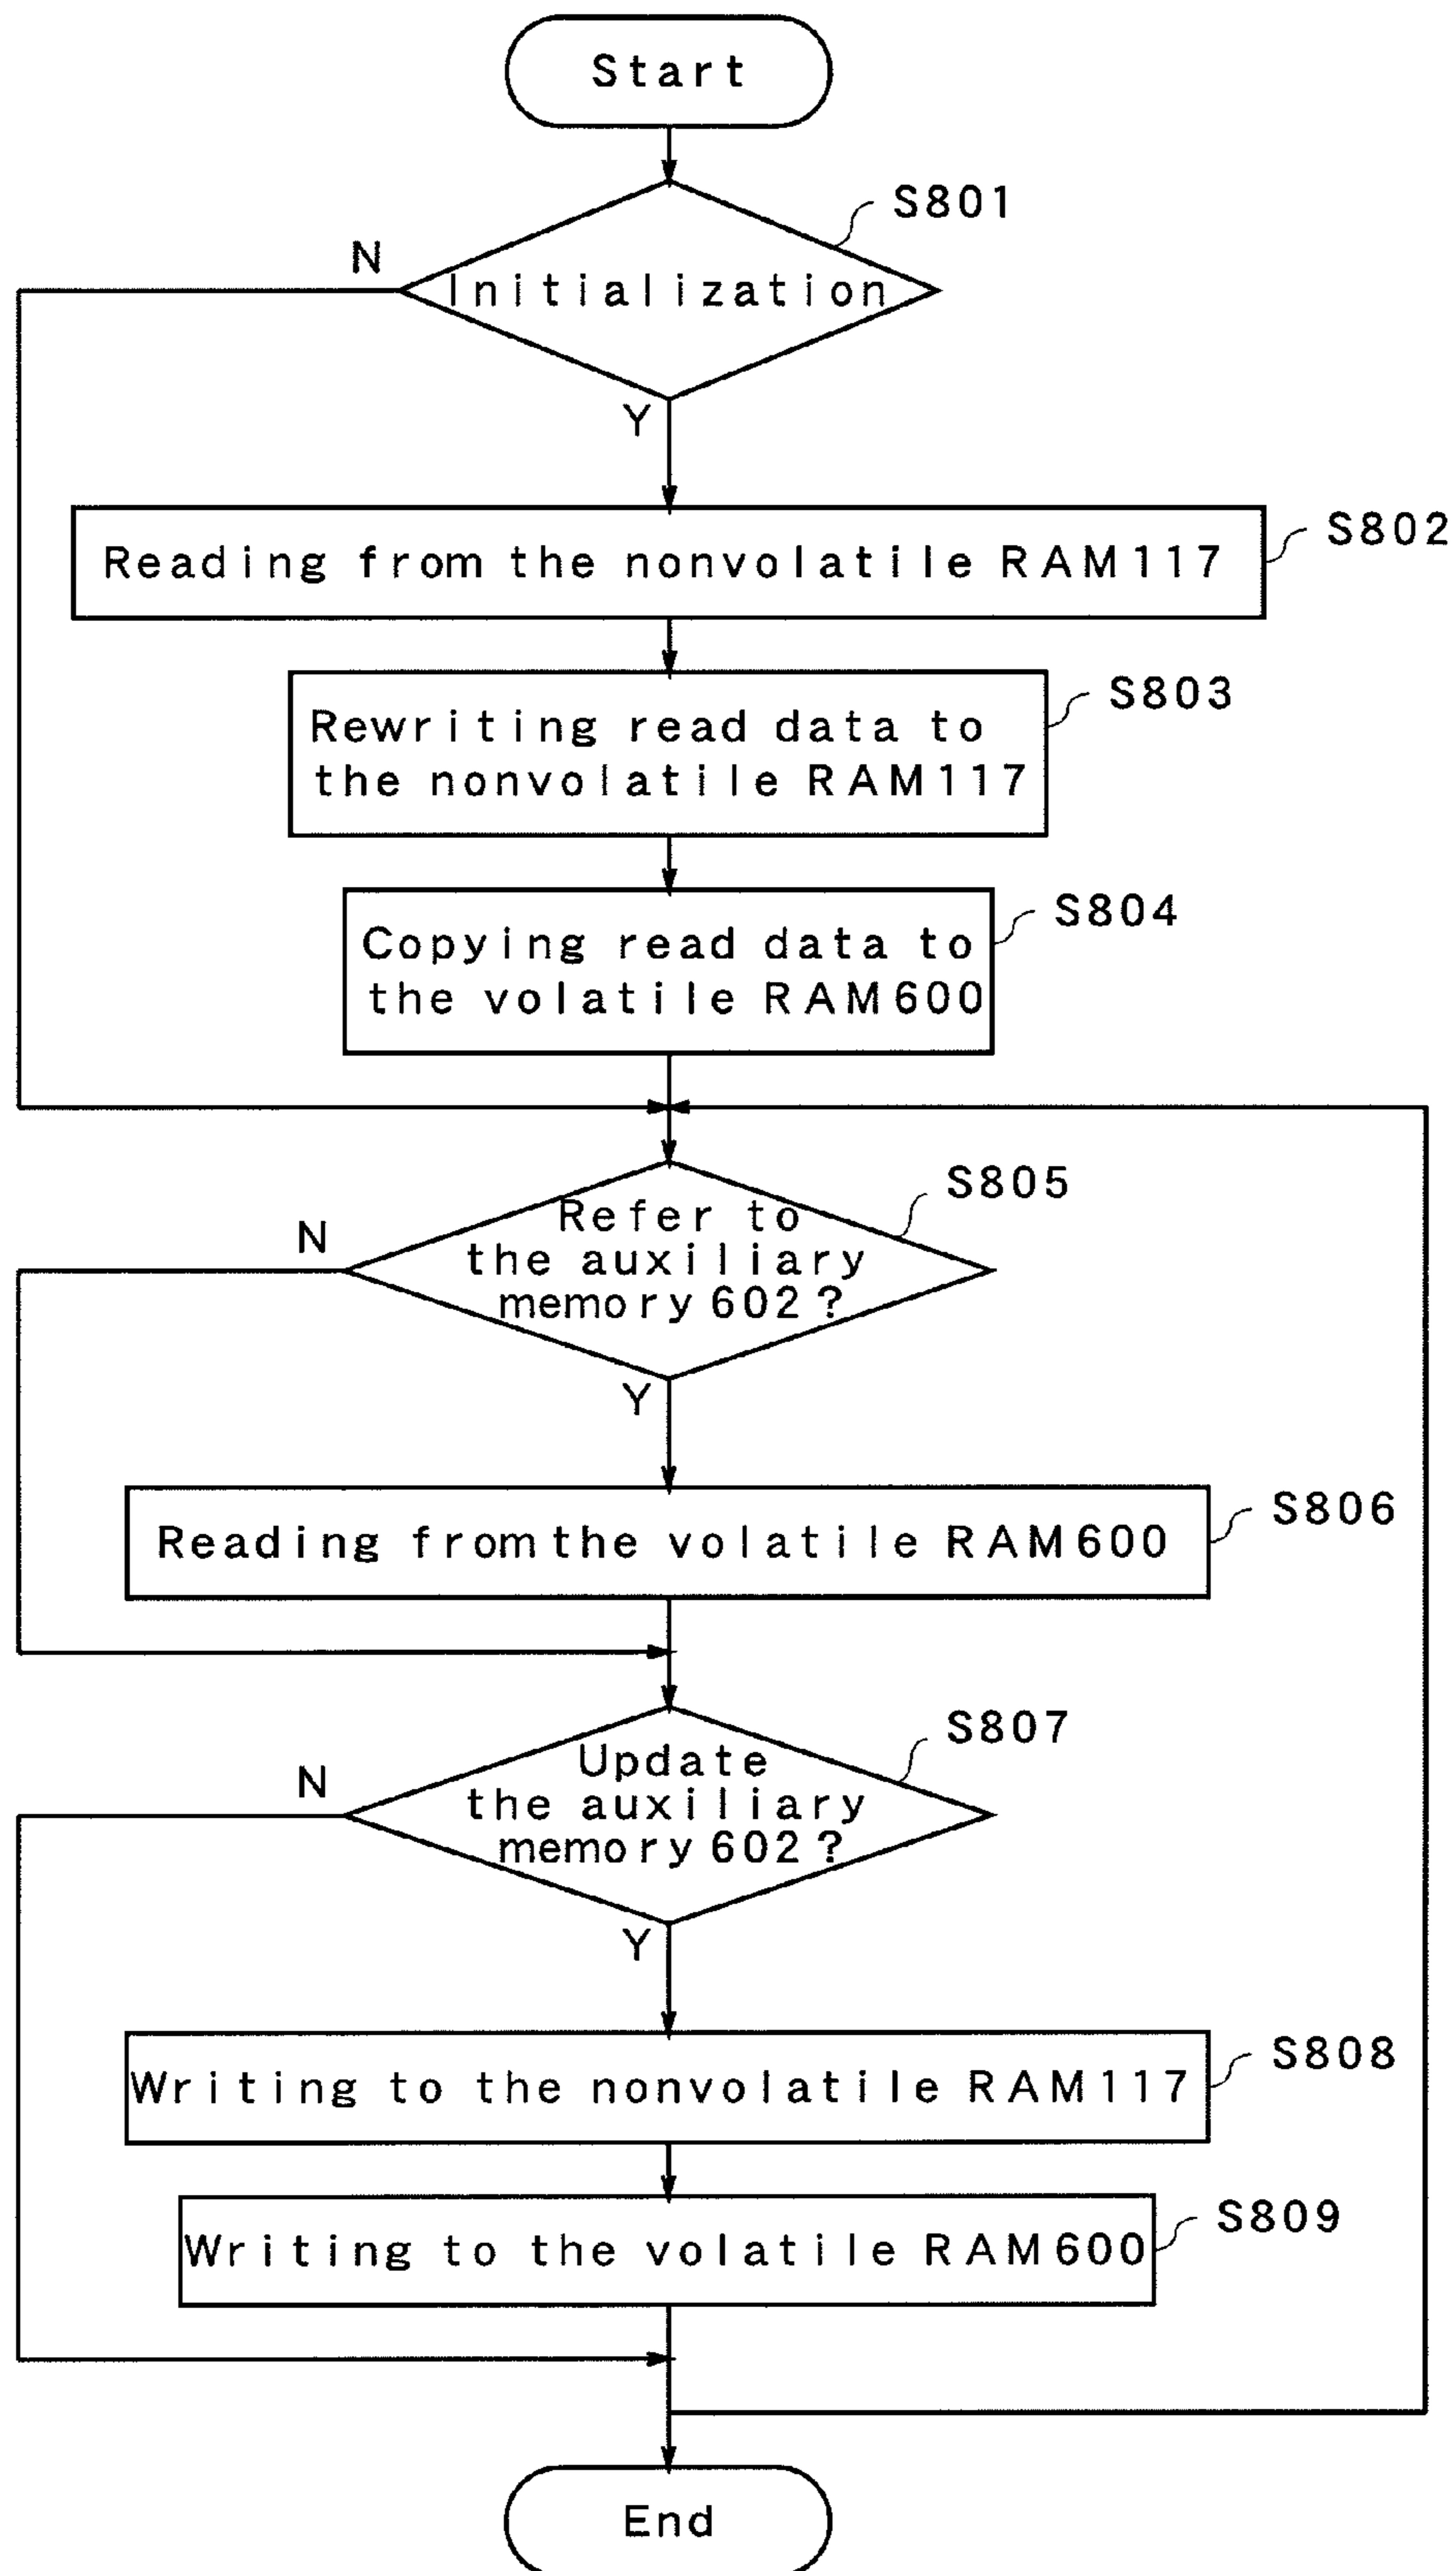 Start
S801
N
Initialization
Y
S802
Reading from the nonvolatile RAM117
S803
Rewriting read data to
the nonvolatile RAM117
S804
Copying read data to
the volatile RAM600
S805
N
Refer to
the auxiliary
memory 602?
Y
S806
Reading from the volatile RAM600
S807
N
Update
the auxiliary
memory 602?
Y
S808
Writing to the nonvolatile RAM117
S809
Writing to the volatile RAM600
End